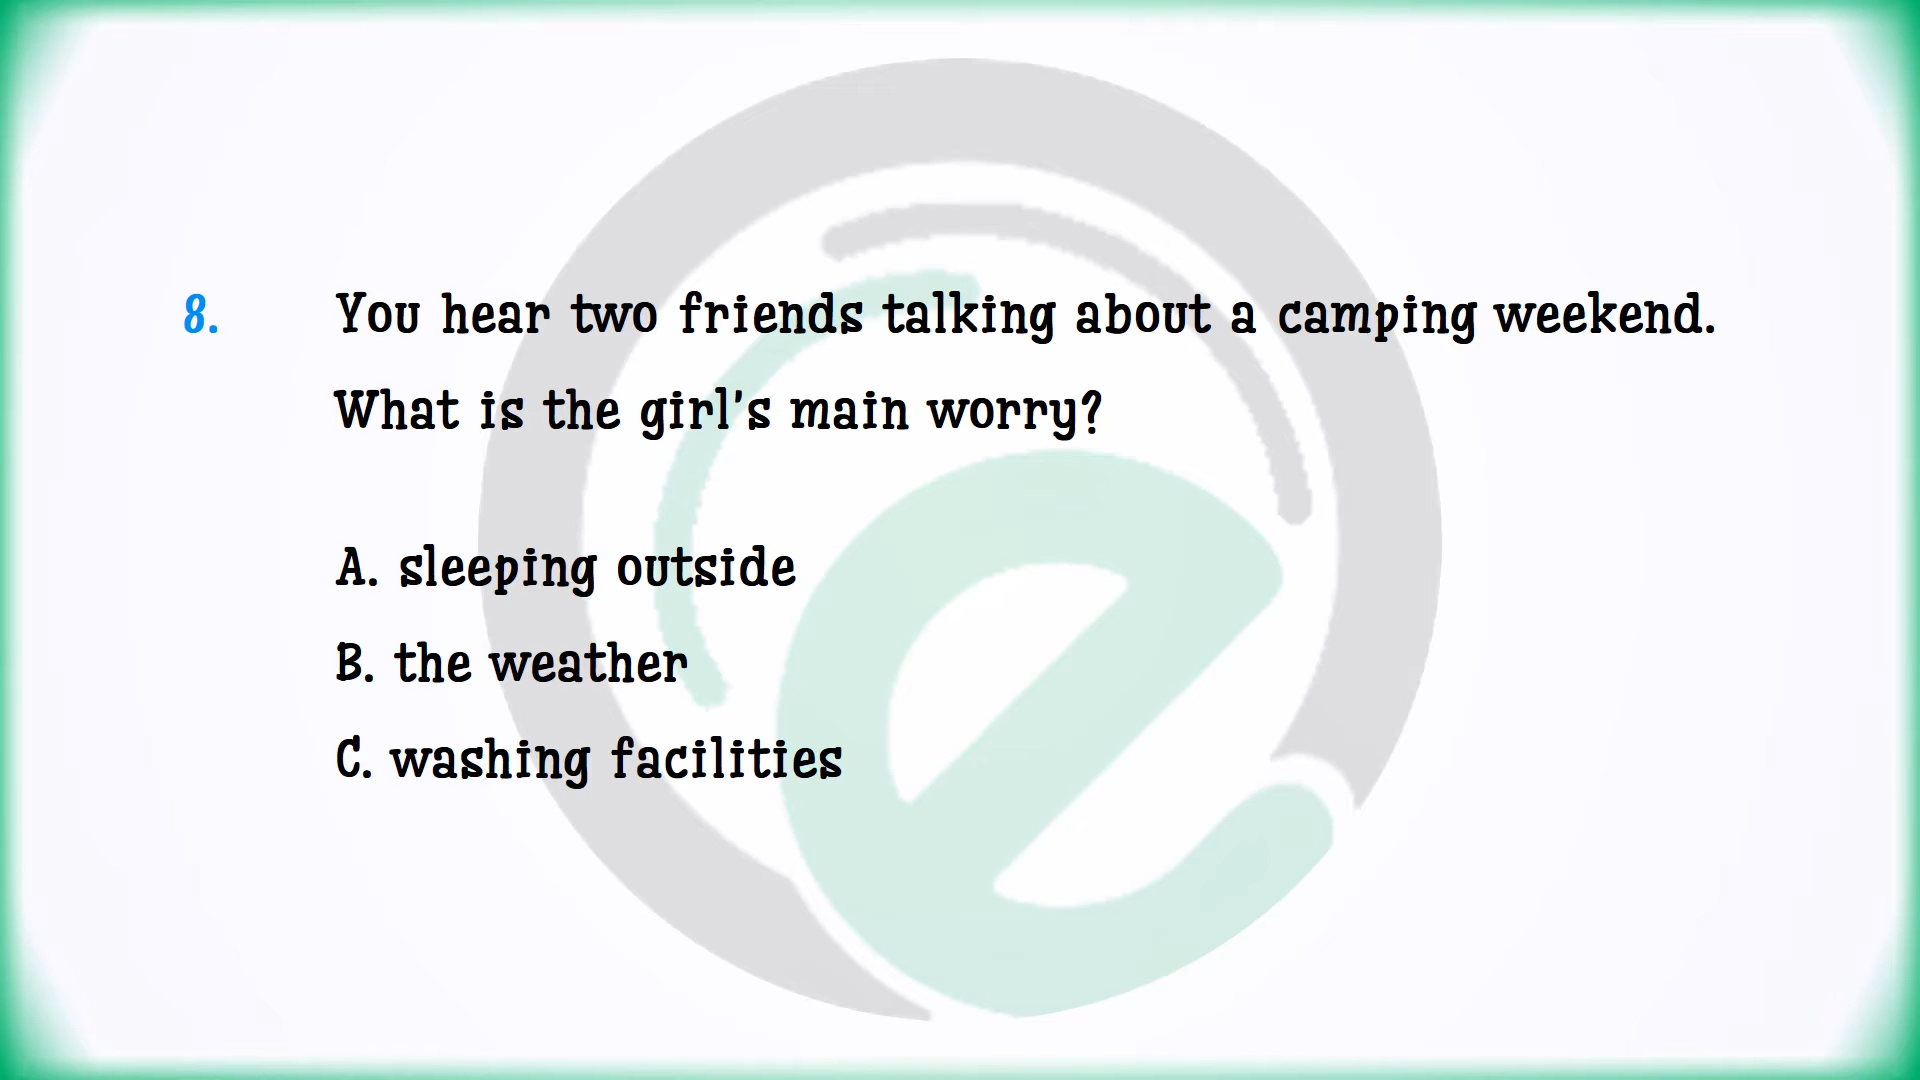 8. You hear two friends talking about a camping weekend.
What is the girl's main worry?
A. sleeping outside
B. the weather
C. washing facilities